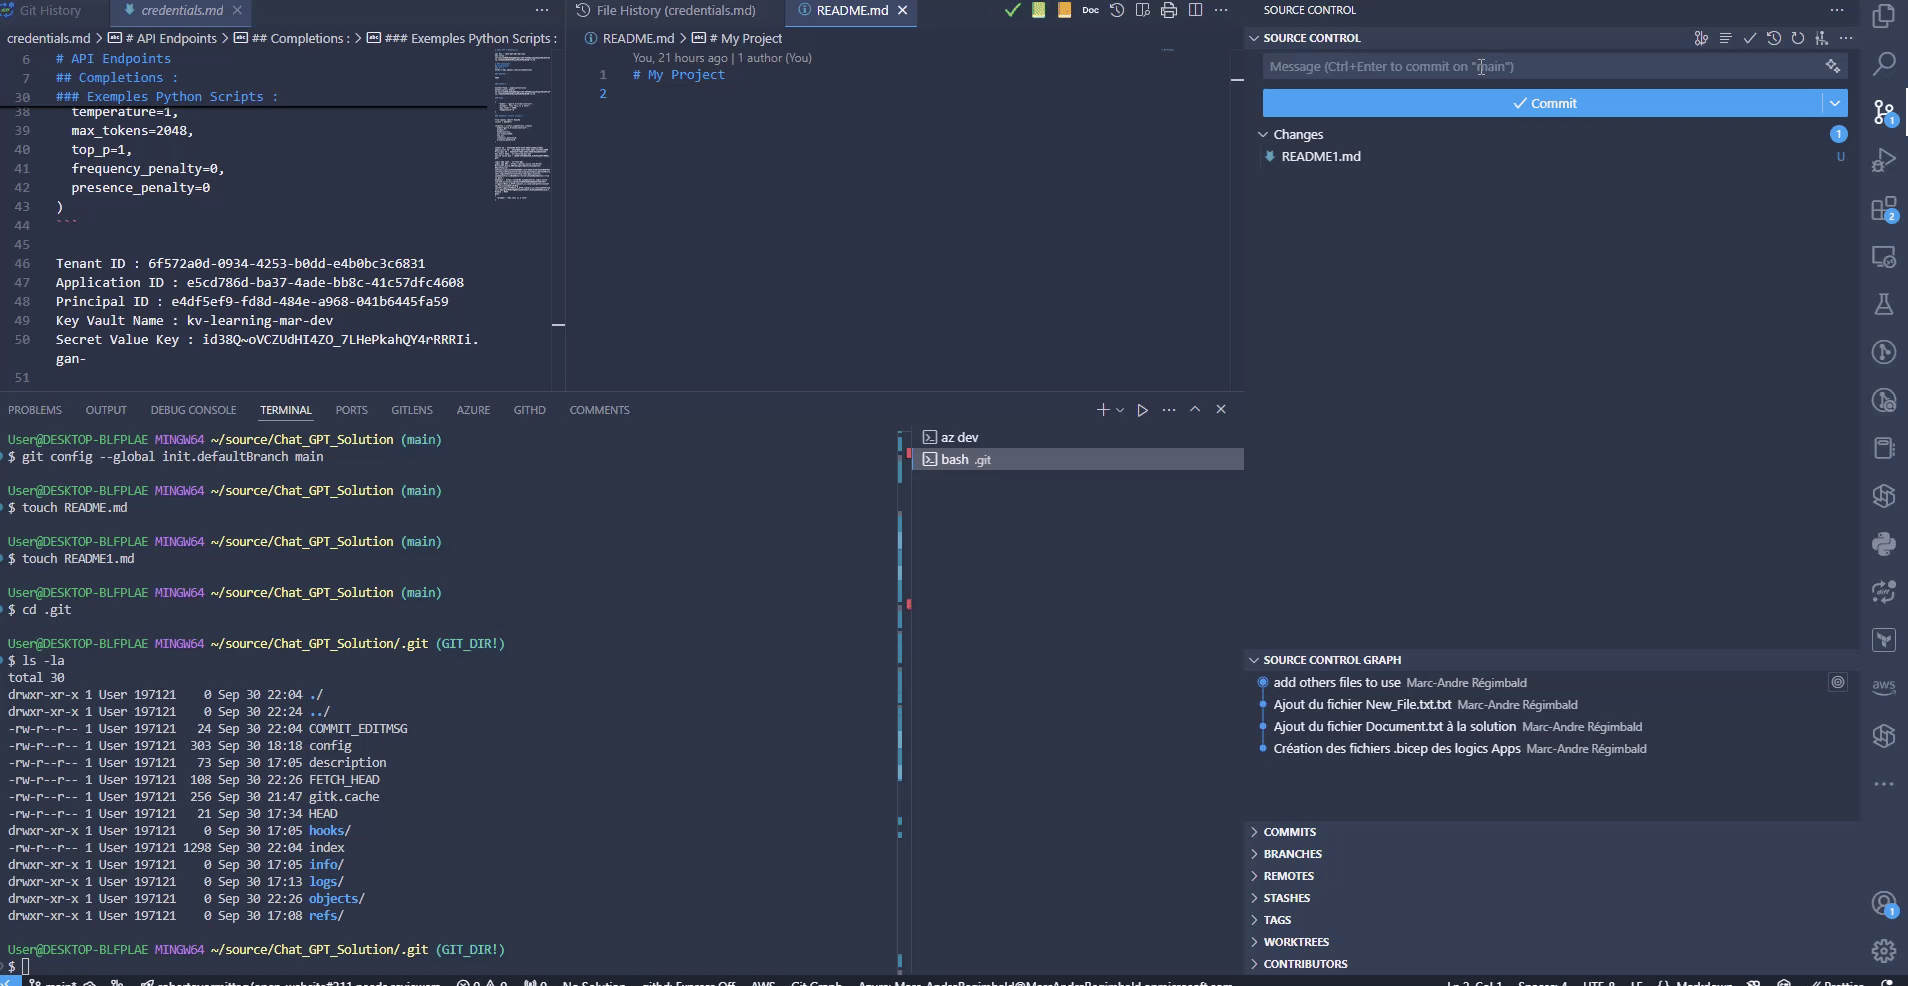 Git History
credentials.md
File History (credentials.md)
README.md
Doc
credentials.md > # API Endpoints > ## Completions : > ### Exemples Python Scripts :
6 # API Endpoints
7 ## Completions :
30 ### Exemples Python Scripts :
38 temperature=1,
39 max_tokens=2048,
40 top_p=1,
41 frequency_penalty=0,
42 presence_penalty=0
43 )
44 ```
45
46 Tenant ID : 6f572a0d-0934-4253-b0dd-e4b0bc3c6831
47 Application ID : e5cd786d-ba37-4ade-bb8c-41c57dfc4608
48 Principal ID : e4df5ef9-fd8d-484e-a968-041b6445fa59
49 Key Vault Name : kv-learning-mar-dev
50 Secret Value Key : id38Q~oVCZUdHI4ZO_7LHePkahQY4rRRRIi.
gan-
51
README.md > # My Project
You, 21 hours ago | 1 author (You)
1 # My Project
2
PROBLEMS OUTPUT DEBUG CONSOLE TERMINAL PORTS GITLENS AZURE GITHD COMMENTS
User@DESKTOP-BLFPLAE MINGW64 ~/source/Chat_GPT_Solution (main)
$ git config --global init.defaultBranch main
User@DESKTOP-BLFPLAE MINGW64 ~/source/Chat_GPT_Solution (main)
$ touch README.md
User@DESKTOP-BLFPLAE MINGW64 ~/source/Chat_GPT_Solution (main)
$ touch README1.md
User@DESKTOP-BLFPLAE MINGW64 ~/source/Chat_GPT_Solution (main)
$ cd .git
User@DESKTOP-BLFPLAE MINGW64 ~/source/Chat_GPT_Solution/.git (GIT_DIR!)
$ ls -la
total 30
drwxr-xr-x 1 User 197121 0 Sep 30 22:04 ./
drwxr-xr-x 1 User 197121 0 Sep 30 22:24 ../
-rw-r--r-- 1 User 197121 24 Sep 30 22:04 COMMIT_EDITMSG
-rw-r--r-- 1 User 197121 303 Sep 30 18:18 config
-rw-r--r-- 1 User 197121 73 Sep 30 17:05 description
-rw-r--r-- 1 User 197121 108 Sep 30 22:26 FETCH_HEAD
-rw-r--r-- 1 User 197121 256 Sep 30 21:47 gitk.cache
-rw-r--r-- 1 User 197121 21 Sep 30 17:34 HEAD
drwxr-xr-x 1 User 197121 0 Sep 30 17:05 hooks/
-rw-r--r-- 1 User 197121 1298 Sep 30 22:04 index
drwxr-xr-x 1 User 197121 0 Sep 30 17:05 info/
drwxr-xr-x 1 User 197121 0 Sep 30 17:13 logs/
drwxr-xr-x 1 User 197121 0 Sep 30 22:26 objects/
drwxr-xr-x 1 User 197121 0 Sep 30 17:08 refs/
User@DESKTOP-BLFPLAE MINGW64 ~/source/Chat_GPT_Solution/.git (GIT_DIR!)
$
az dev
bash .git
SOURCE CONTROL
SOURCE CONTROL
Message (Ctrl+Enter to commit on "main")
Commit
Changes 1
README1.md U
SOURCE CONTROL GRAPH
add others files to use Marc-Andre Régimbald
Ajout du fichier New_File.txt.txt Marc-Andre Régimbald
Ajout du fichier Document.txt à la solution Marc-Andre Régimbald
Création des fichiers .bicep des logics Apps Marc-Andre Régimbald
COMMITS
BRANCHES
REMOTES
STASHES
TAGS
WORKTREES
CONTRIBUTORS
1
2
aws
1